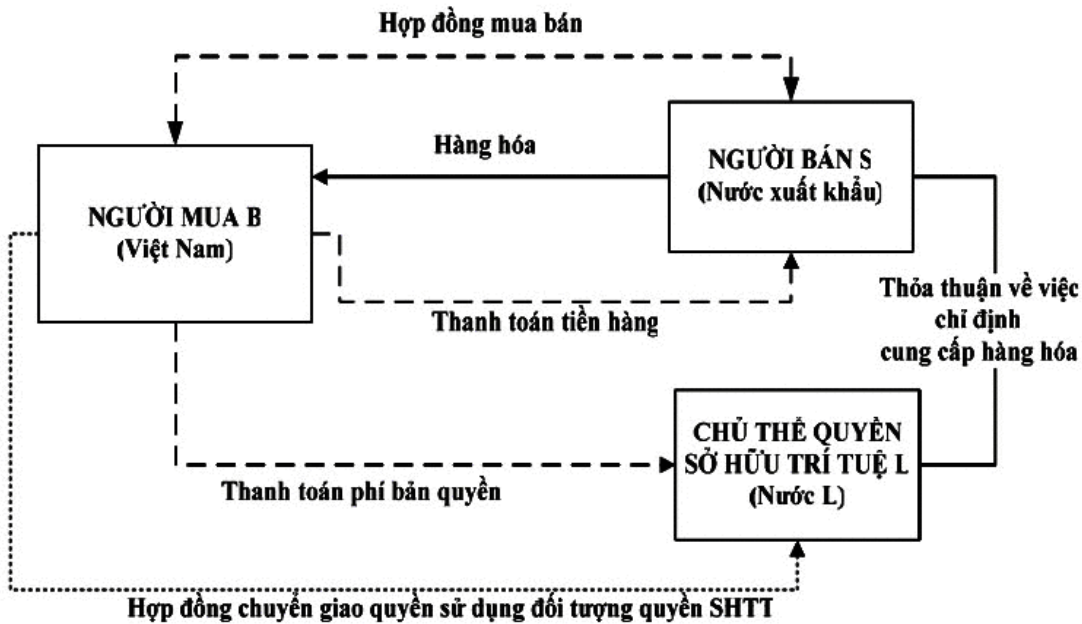 Hợp đồng mua bán
Hàng hóa
NGƯỜI BÁN S
(Nước xuất khẩu)
NGƯỜI MUA B
(Việt Nam)
Thanh toán tiền hàng
Thỏa thuận về việc
chỉ định
cung cấp hàng hóa
CHỦ THỂ QUYỀN
SỞ HỮU TRÍ TUỆ L
(Nước L)
Thanh toán phí bản quyền
Hợp đồng chuyển giao quyền sử dụng đối tượng quyền SHTT